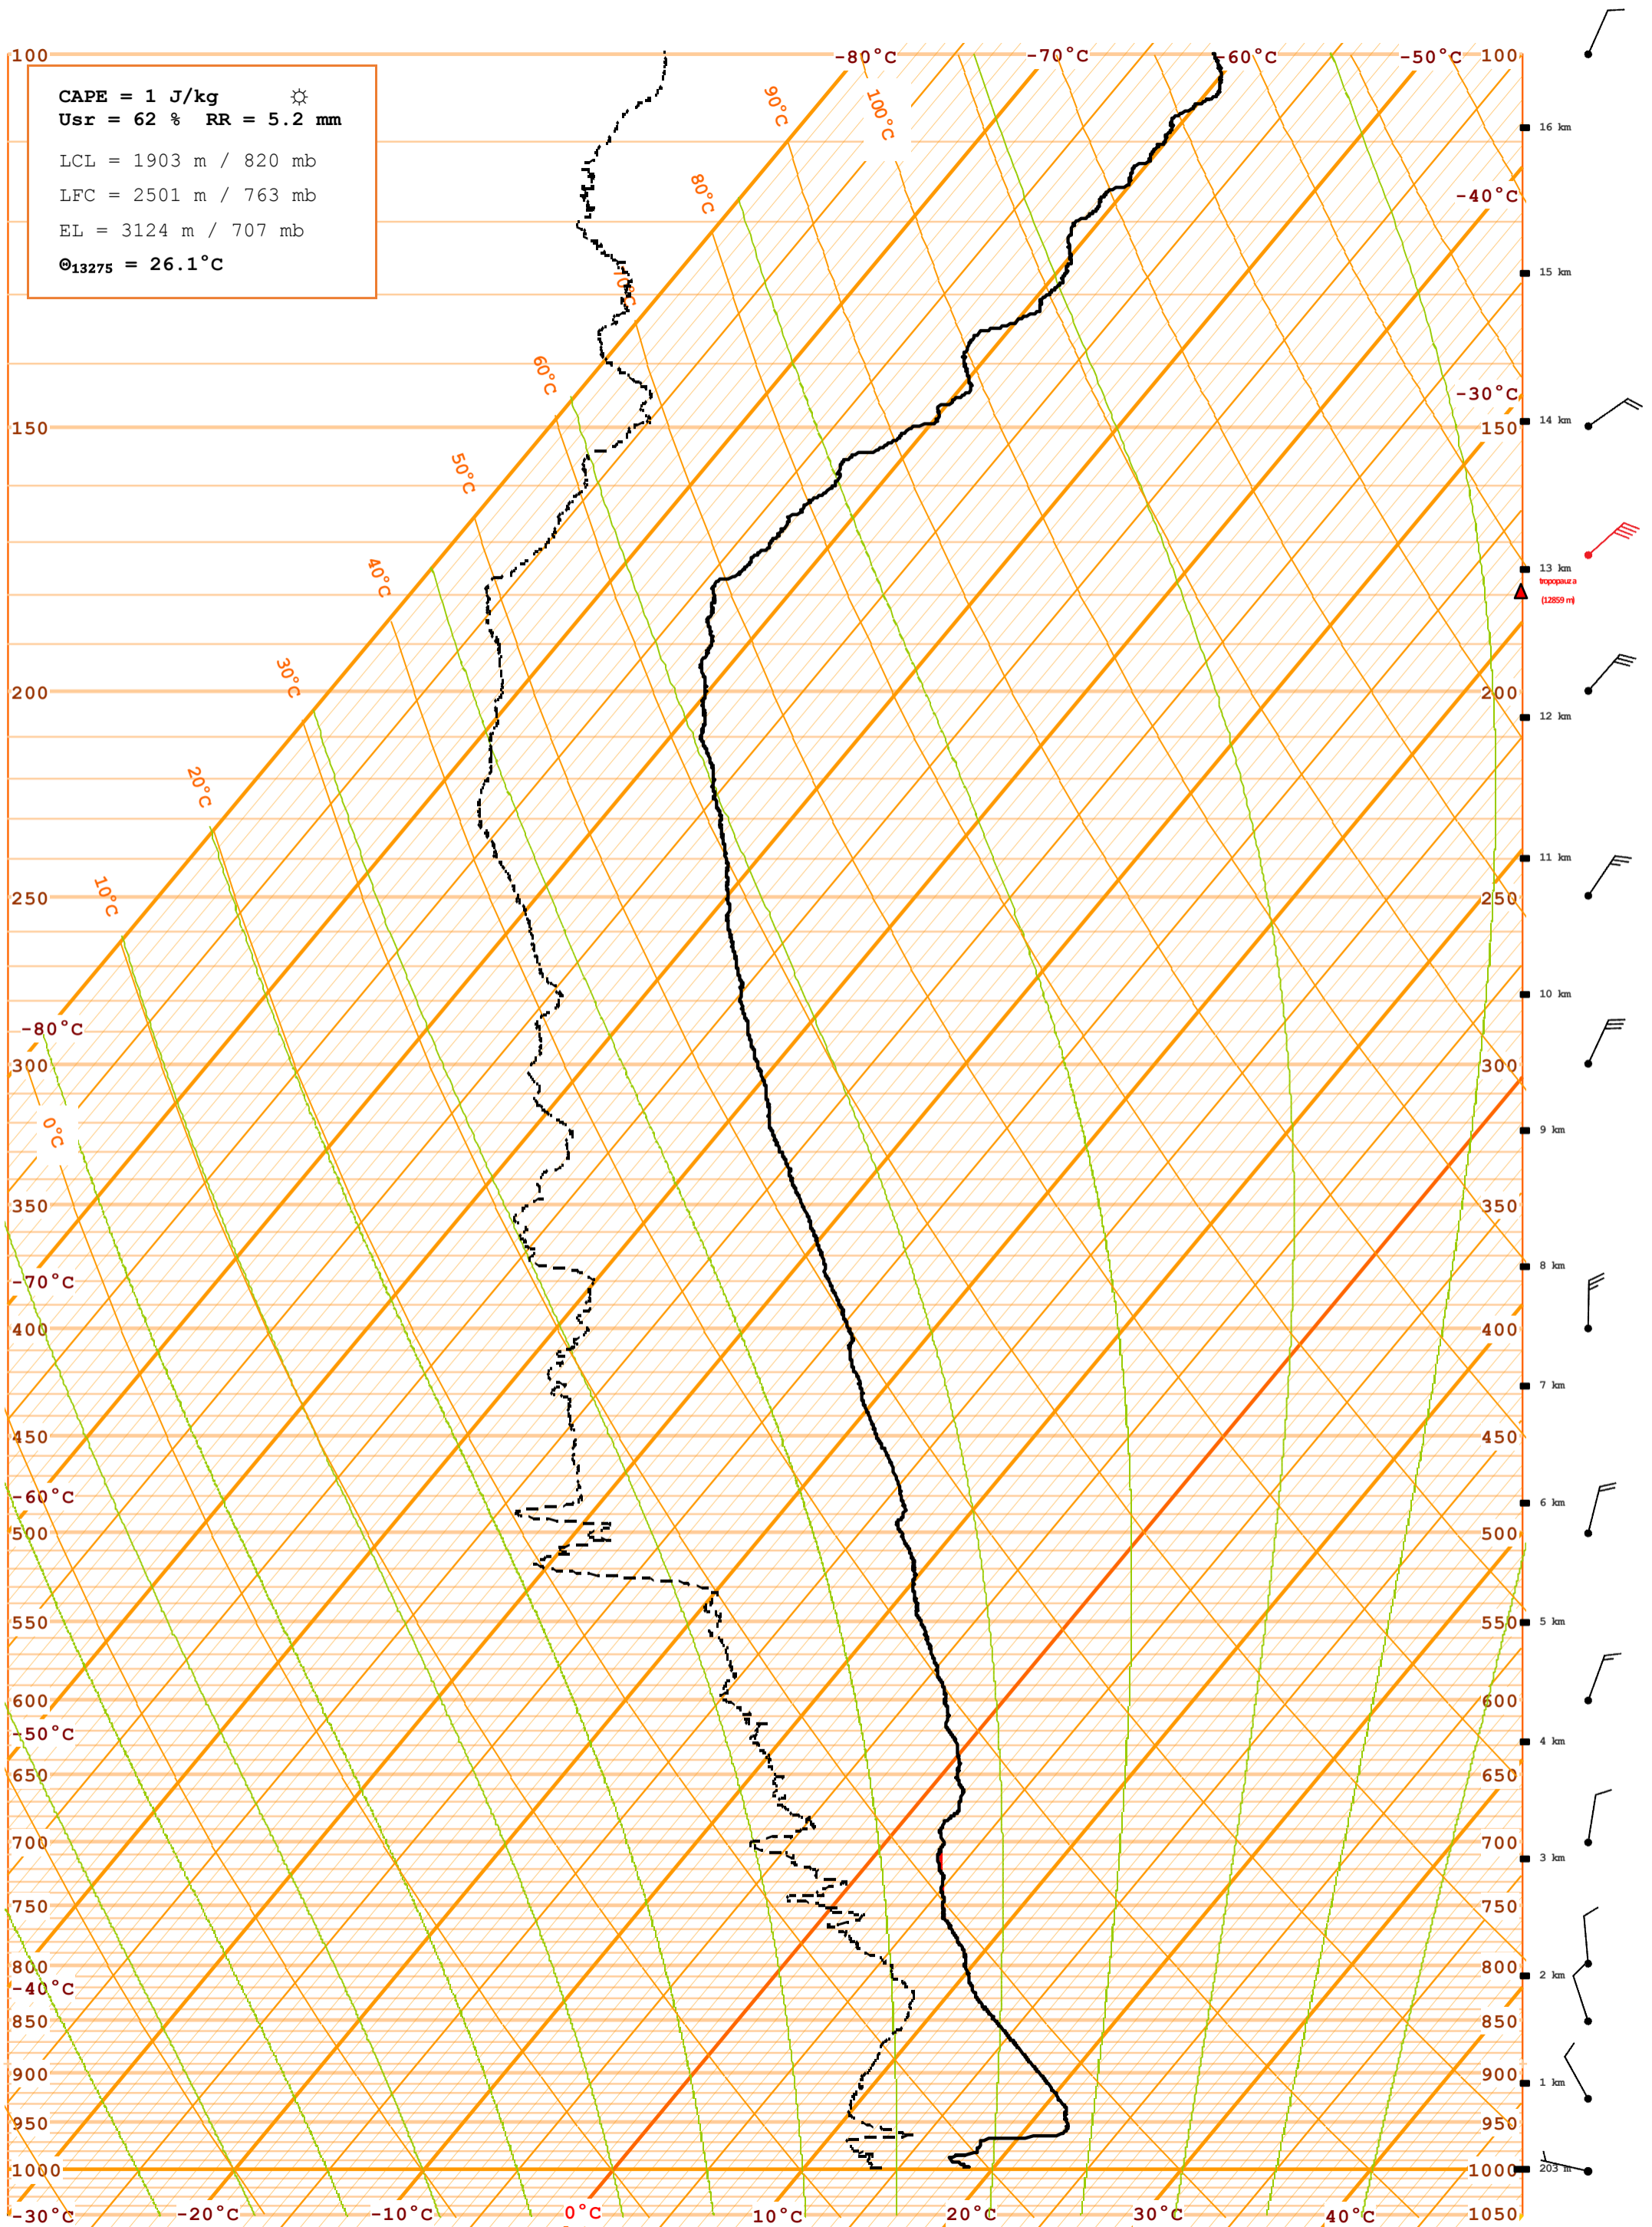 -80°C -70°C -60°C -50°C
100 100
CAPE = 1 J/kg ☼
Usr = 62 % RR = 5.2 mm
LCL = 1903 m / 820 mb
LFC = 2501 m / 763 mb
EL = 3124 m / 707 mb
Θ13275 = 26.1°C
90°C 100°C
16 km
80°C
-40°C
70°C
15 km
60°C
-30°C
14 km
150 150
50°C
40°C
13 km
tropopauza
(12859 m)
30°C
200 200
12 km
20°C
11 km
10°C
250 250
10 km
-80°C
300 300
0°C
9 km
350 350
8 km
-70°C
400 400
7 km
450 450
-60°C
6 km
500 500
550 550
5 km
600 600
-50°C
4 km
650 650
700 700
3 km
750 750
800 800
2 km
-40°C
850 850
900 900
1 km
950 950
1000 1000
203 m
-30°C -20°C -10°C 0°C 10°C 20°C 30°C 40°C 1050